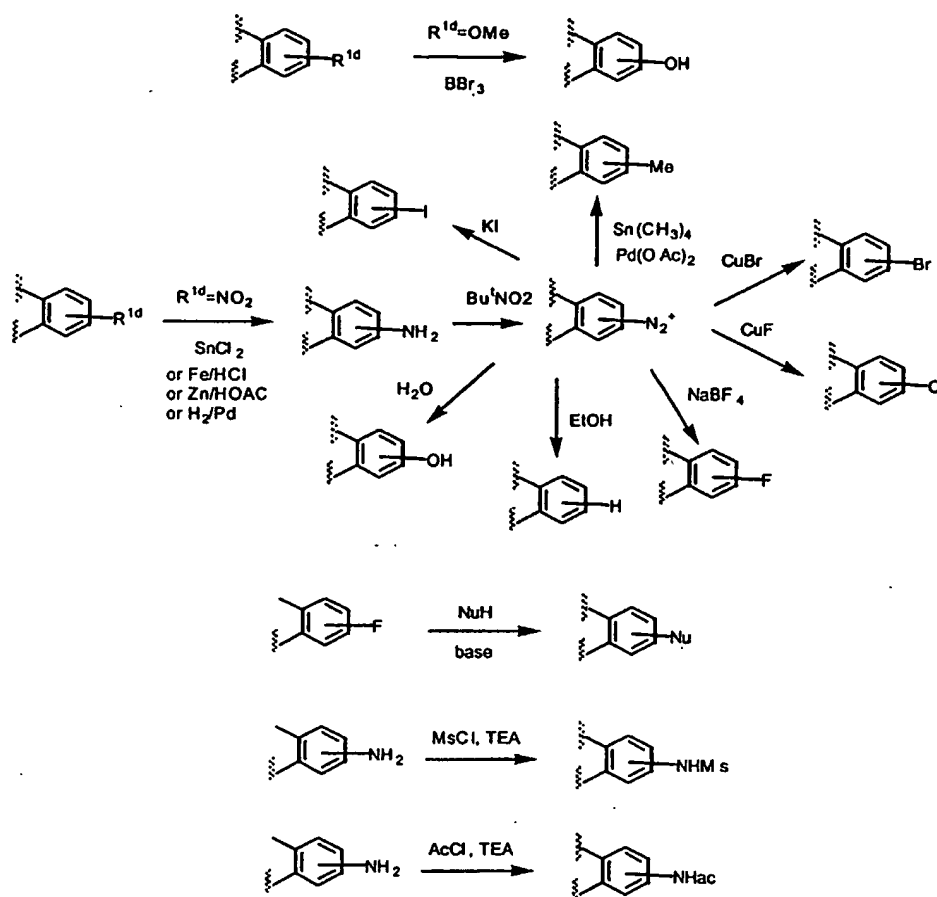 R1d=OMe
R1d
OH
BBr3
Me
I
KI
Sn(CH3)4
Pd(OAc)2
CuBr
Br
R1d=NO2
R1d
NH2
ButNO2
N2+
SnCl2
or Fe/HCl
or Zn/HOAC
or H2/Pd
CuF
C
H2O
NaBF4
EtOH
OH
F
H
NuH
F
Nu
base
MsCl, TEA
NH2
NHMs
AcCl, TEA
NH2
NHac